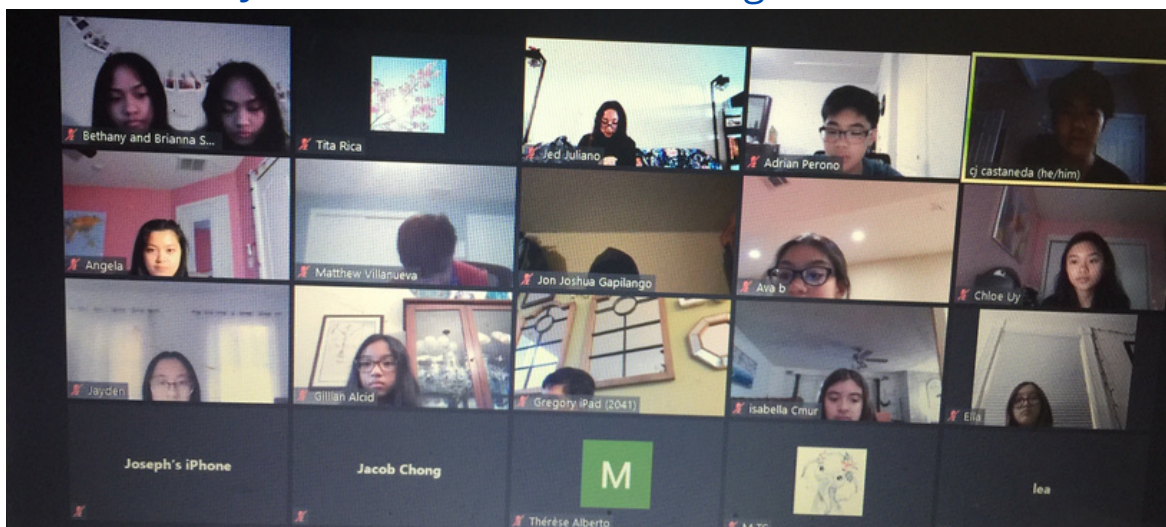 Bethany and Brianna S...
Tita Rica
Jed Juliano
Adrian Perono
cj castaneda (he/him)
Angela
Matthew Villanueva
Jon Joshua Gapilango
Ava b
Chloe Uy
Jayden
Gillian Alcid
Gregory iPad (2041)
isabella Cmur
Ella
Joseph's iPhone
Jacob Chong
M
Thérèse Alberto
lea